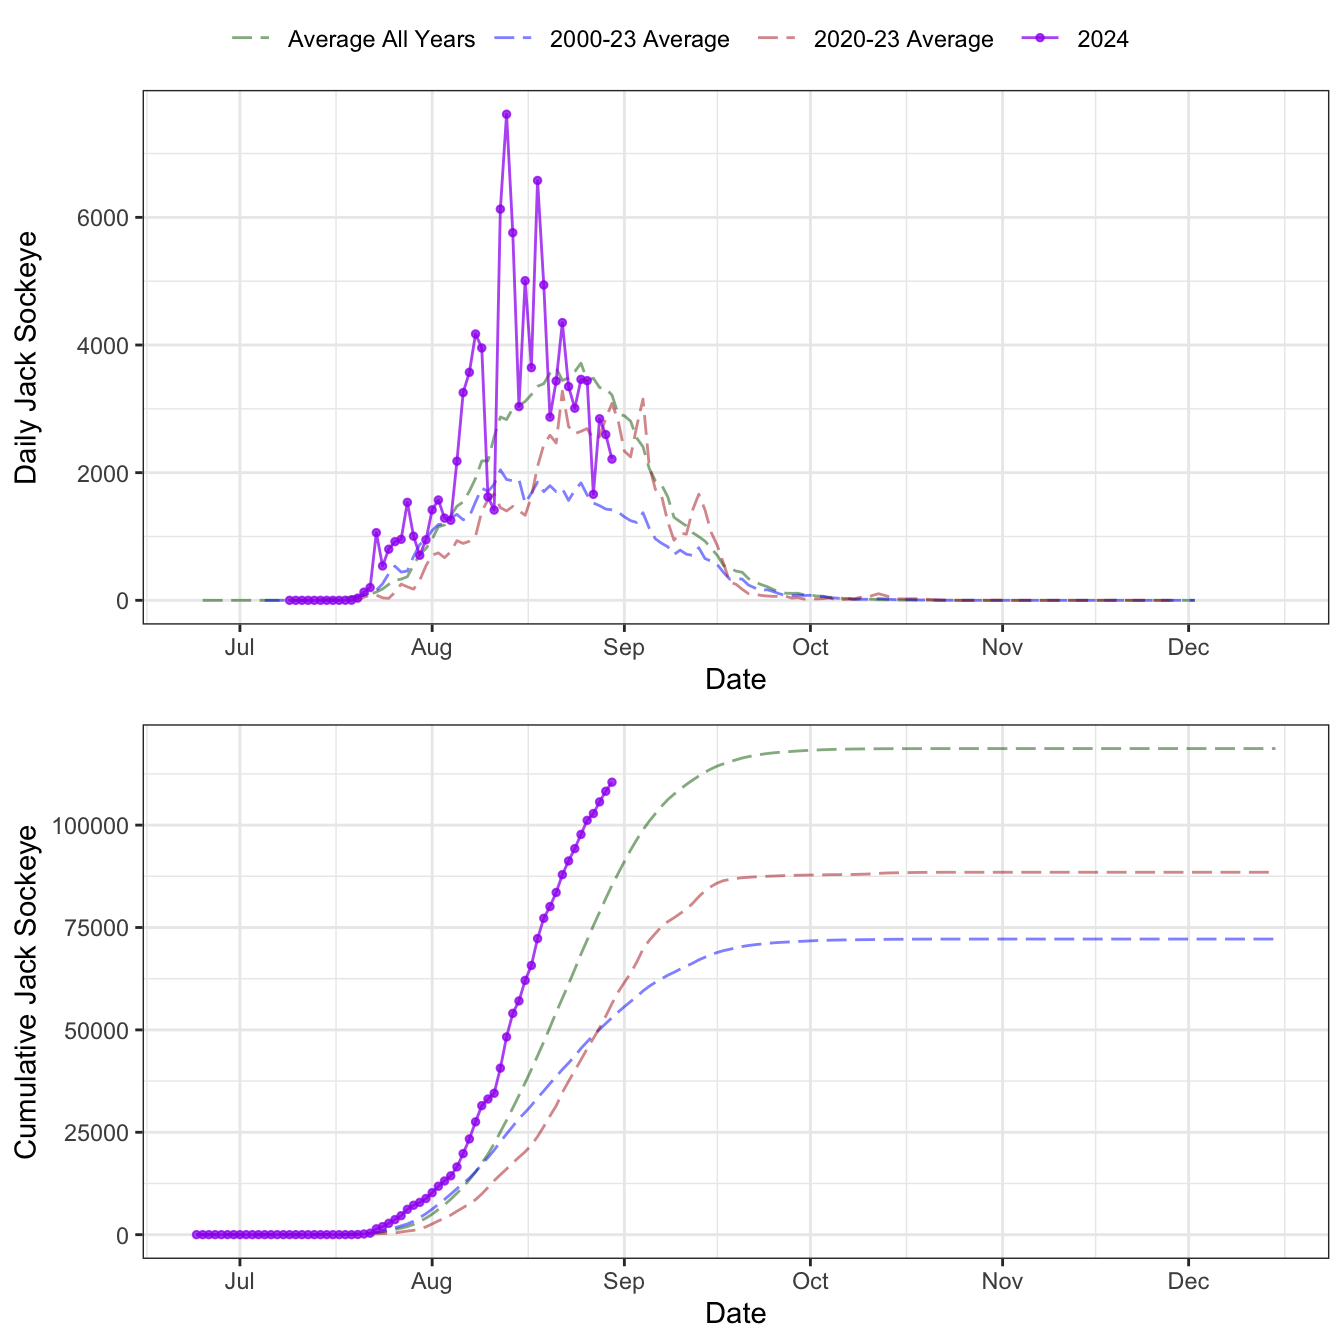 Average All Years 2000-23 Average 2020-23 Average 2024
Daily Jack Sockeye
6000
4000
2000
0
Jul Aug Sep Oct Nov Dec
Date
Cumulative Jack Sockeye
100000
75000
50000
25000
0
Jul Aug Sep Oct Nov Dec
Date